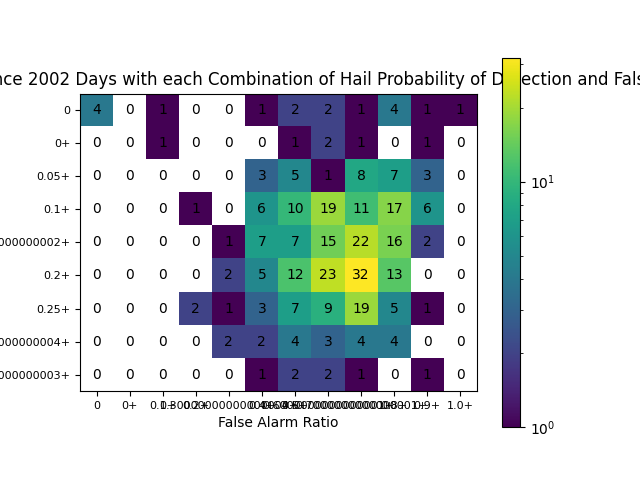 nce 2002 Days with each Combination of Hail Probability of Detection and Fals
0 4 0 1 0 0 1 2 2 1 4 1 1
0+ 0 0 1 0 0 0 1 2 1 0 1 0
0.05+ 0 0 0 0 0 3 5 1 8 7 3 0
0.1+ 0 0 0 1 0 6 10 19 11 17 6 0
000000002+ 0 0 0 0 1 7 7 15 22 16 2 0
0.2+ 0 0 0 0 2 5 12 23 32 13 0 0
0.25+ 0 0 0 2 1 3 7 9 19 5 1 0
000000004+ 0 0 0 0 2 2 4 3 4 4 0 0
000000003+ 0 0 0 0 0 1 2 2 1 0 1 0
0 0+ 0.9+ 1.0+
False Alarm Ratio
10¹
10⁰